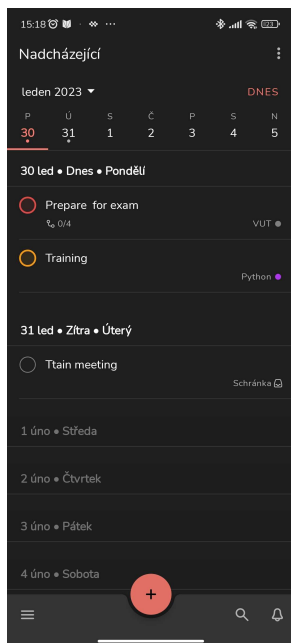 15:18
Nadcházející
leden 2023
DNES
P Ú S Č P S N
30 31 1 2 3 4 5
30 led • Dnes • Pondělí
Prepare for exam
0/4 VUT
Training
Python
31 led • Zítra • Úterý
Ttain meeting
Schránka
1 úno • Středa
2 úno • Čtvrtek
3 úno • Pátek
4 úno • Sobota